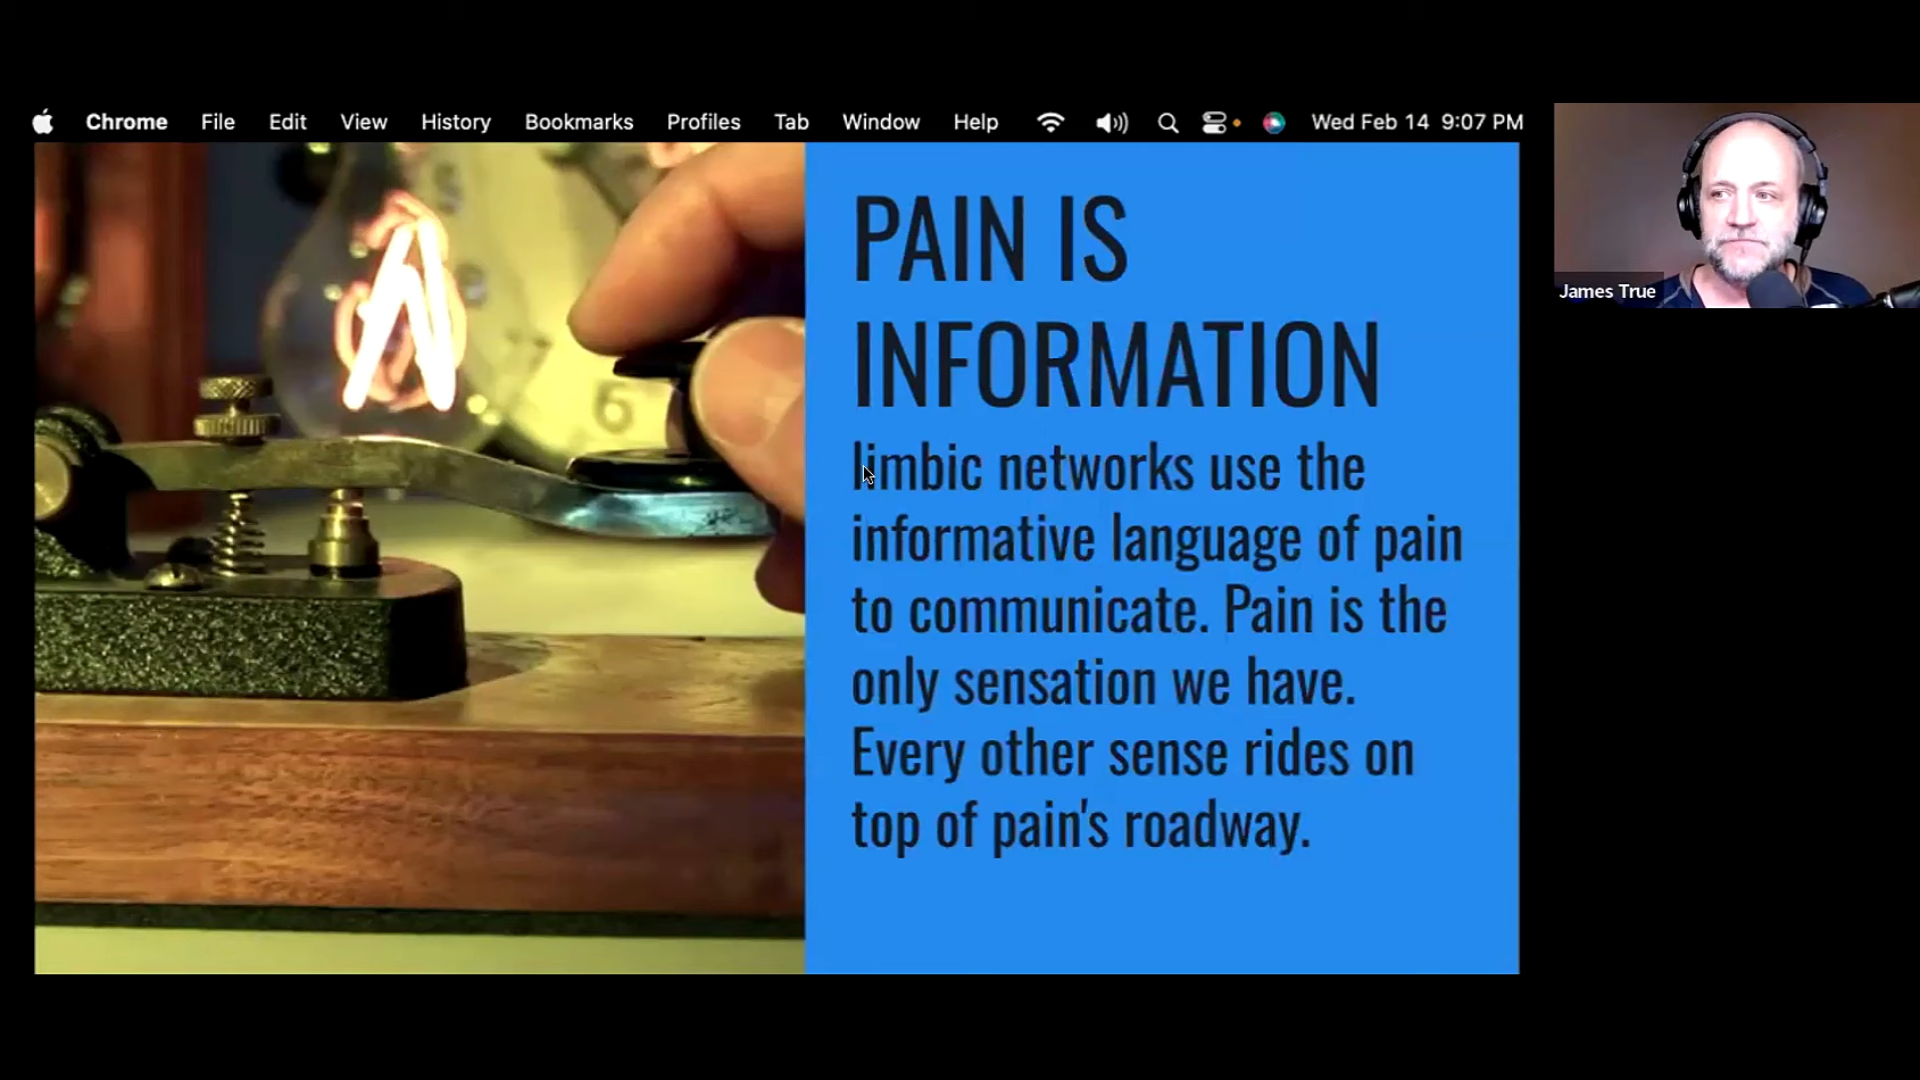 Chrome File Edit View History Bookmarks Profiles Tab Window Help Wed Feb 14 9:07 PM
PAIN IS
INFORMATION
limbic networks use the
informative language of pain
to communicate. Pain is the
only sensation we have.
Every other sense rides on
top of pain's roadway.
James True
6